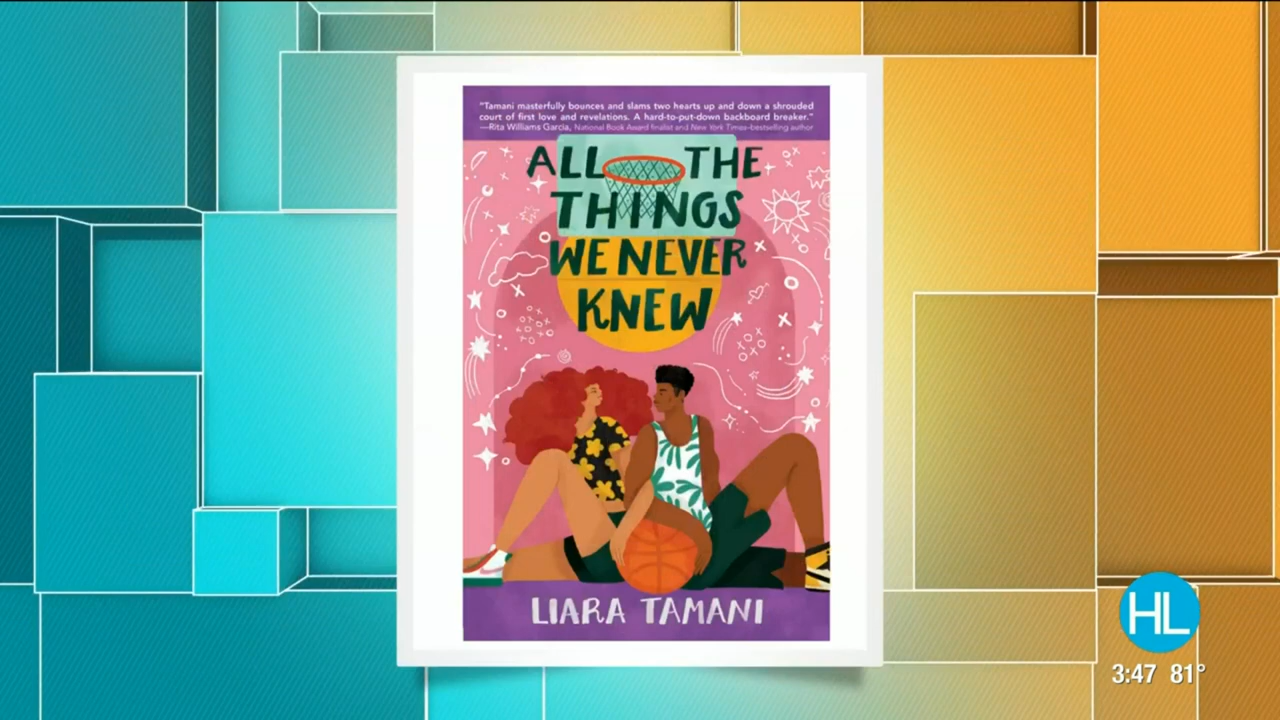 "Tamani masterfully bounces and slams two hearts up and down a shrouded
court of first love and revelations. A hard-to-put-down backboard breaker."
—Rita Williams Garcia, National Book Award finalist and New York Times–bestselling author
ALL THE
THINGS
WE NEVER
KNEW
LIARA TAMANI
HL
3:47 81°